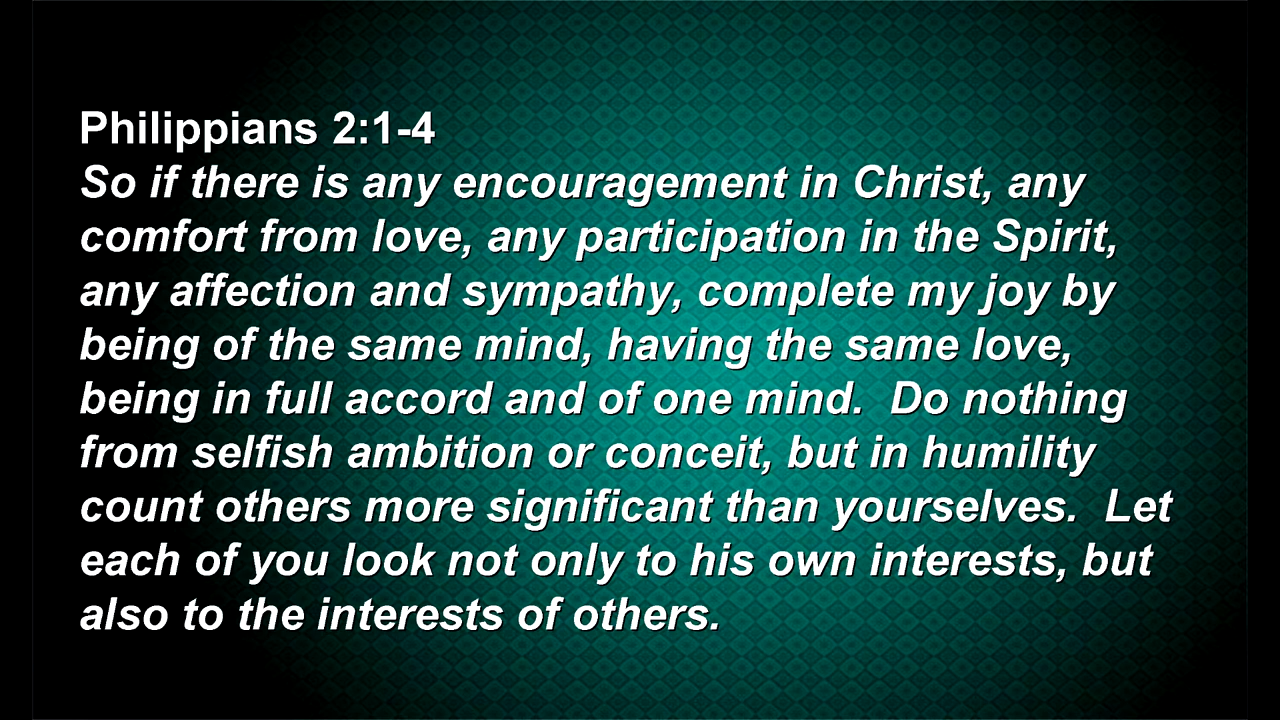 Philippians 2:1-4
So if there is any encouragement in Christ, any
comfort from love, any participation in the Spirit,
any affection and sympathy, complete my joy by
being of the same mind, having the same love,
being in full accord and of one mind.  Do nothing
from selfish ambition or conceit, but in humility
count others more significant than yourselves.  Let
each of you look not only to his own interests, but
also to the interests of others.